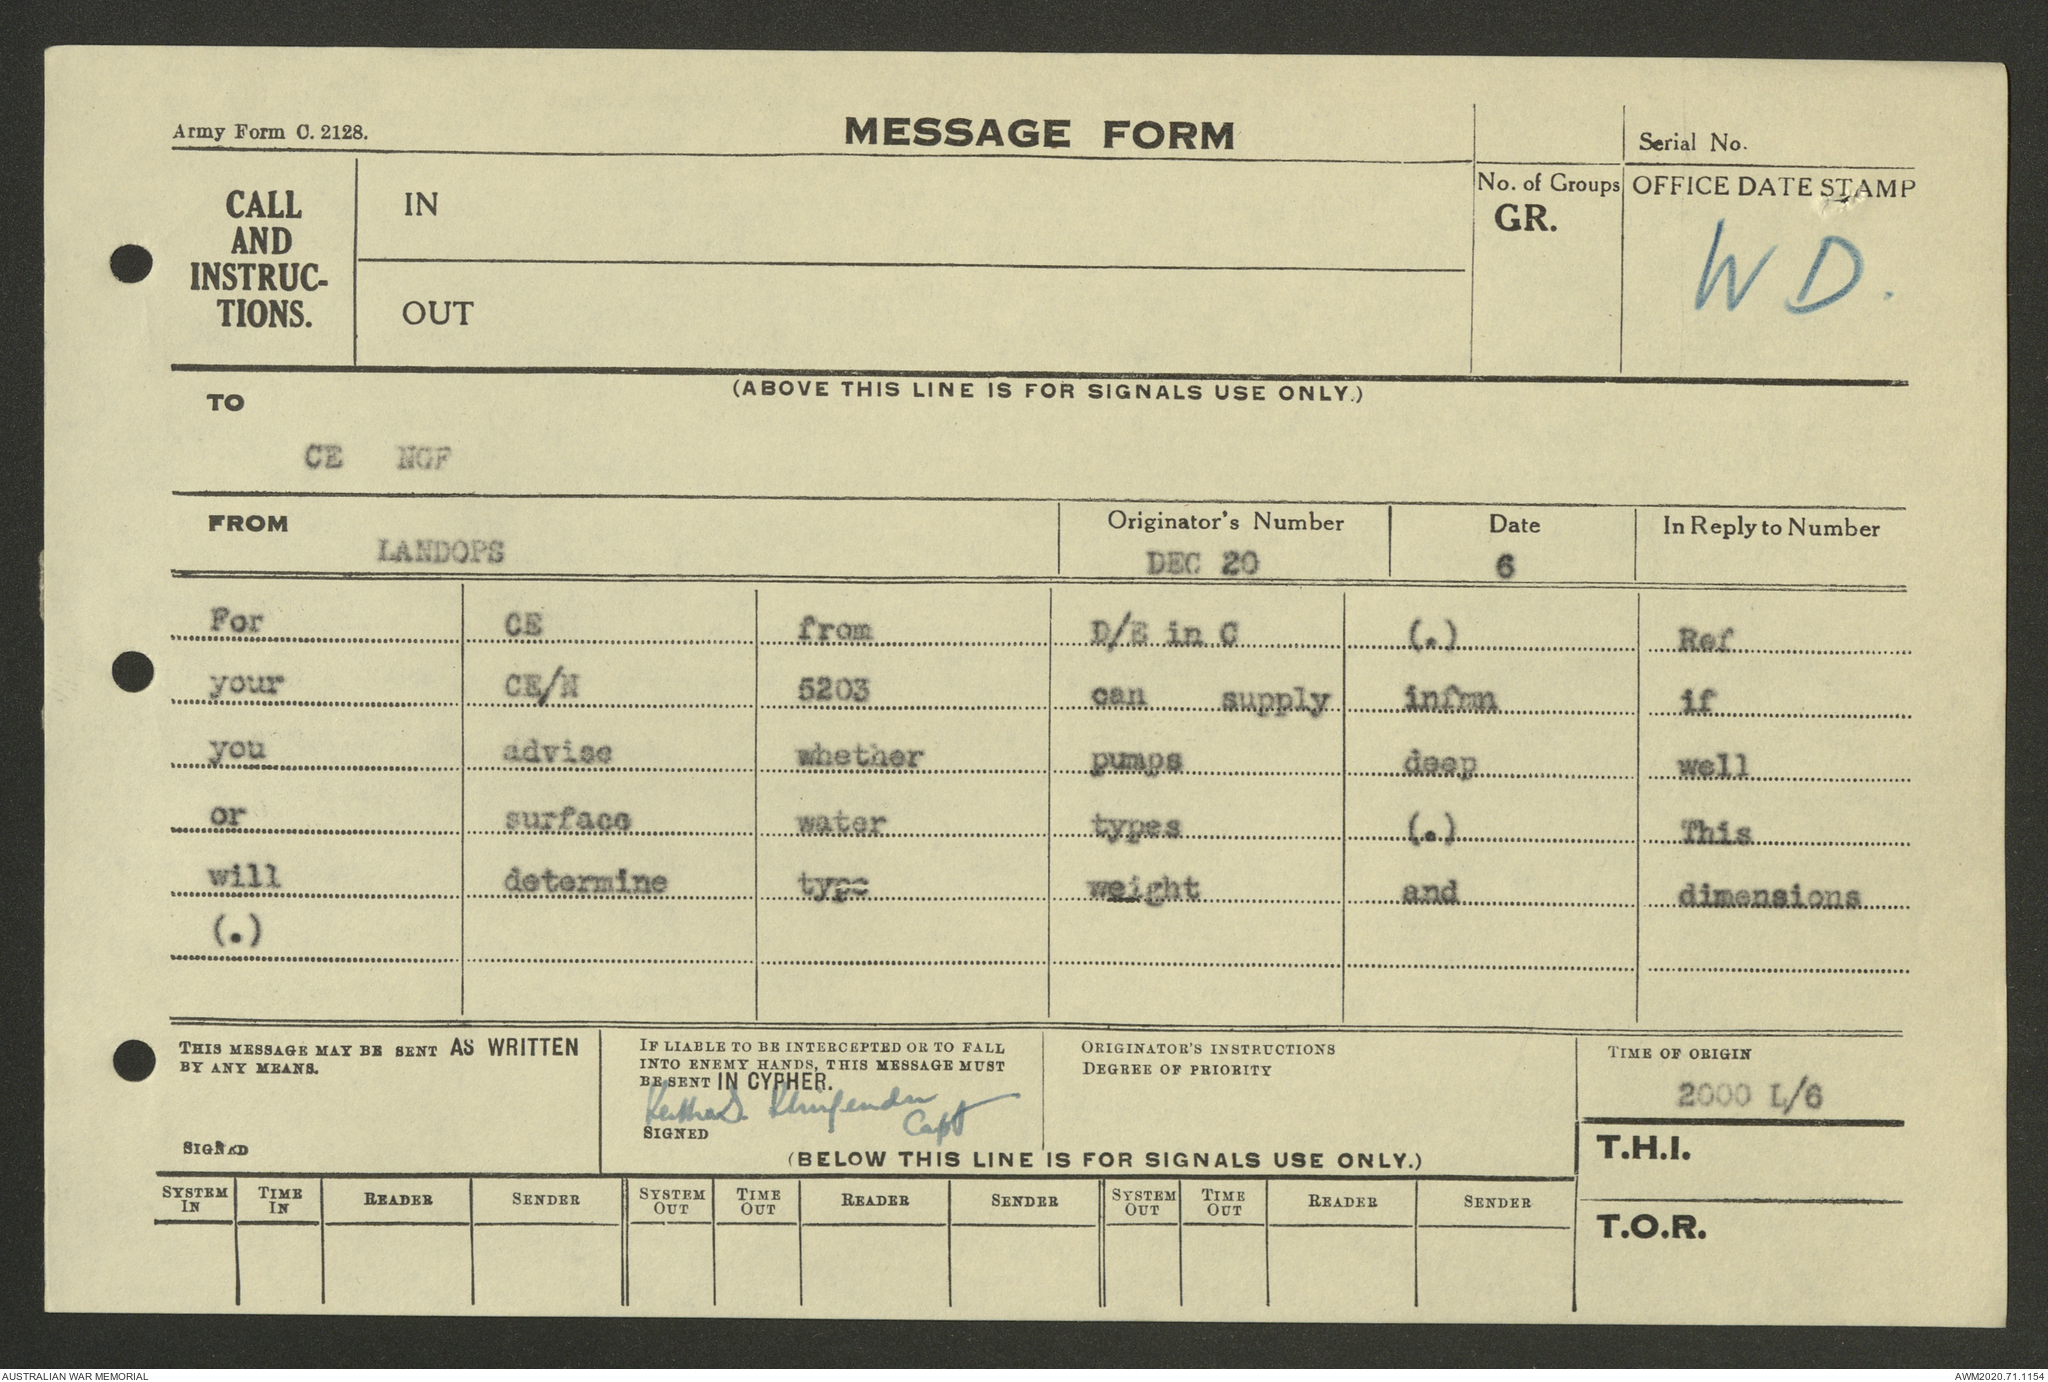 Army Form C. 2128.
MESSAGE FORM
Serial No.
CALL
AND
INSTRUC-
TIONS.
IN
OUT
No. of Groups
GR.
OFFICE DATE STAMP
W D.
(ABOVE THIS LINE IS FOR SIGNALS USE ONLY.)
TO
CE NGF
FROM
LANDOPS
Originator's Number
DEC 20
Date
6
In Reply to Number
For CE from D/E in C (.) Ref
your CE/N 5203 can supply infmn if
you advise whether pumps deep well
or surface water types (.) This
will determine type weight and dimensions
(.)
THIS MESSAGE MAY BE SENT AS WRITTEN
BY ANY MEANS.
SIGNED
IF LIABLE TO BE INTERCEPTED OR TO FALL
INTO ENEMY HANDS, THIS MESSAGE MUST
BE SENT IN CYPHER.
Capt
SIGNED
ORIGINATOR'S INSTRUCTIONS
DEGREE OF PRIORITY
TIME OF ORIGIN
2000 L/6
T.H.I.
T.O.R.
(BELOW THIS LINE IS FOR SIGNALS USE ONLY.)
SYSTEM IN
TIME IN
READER
SENDER
SYSTEM OUT
TIME OUT
READER
SENDER
SYSTEM OUT
TIME OUT
READER
SENDER
AUSTRALIAN WAR MEMORIAL
AWM2020.71.1154